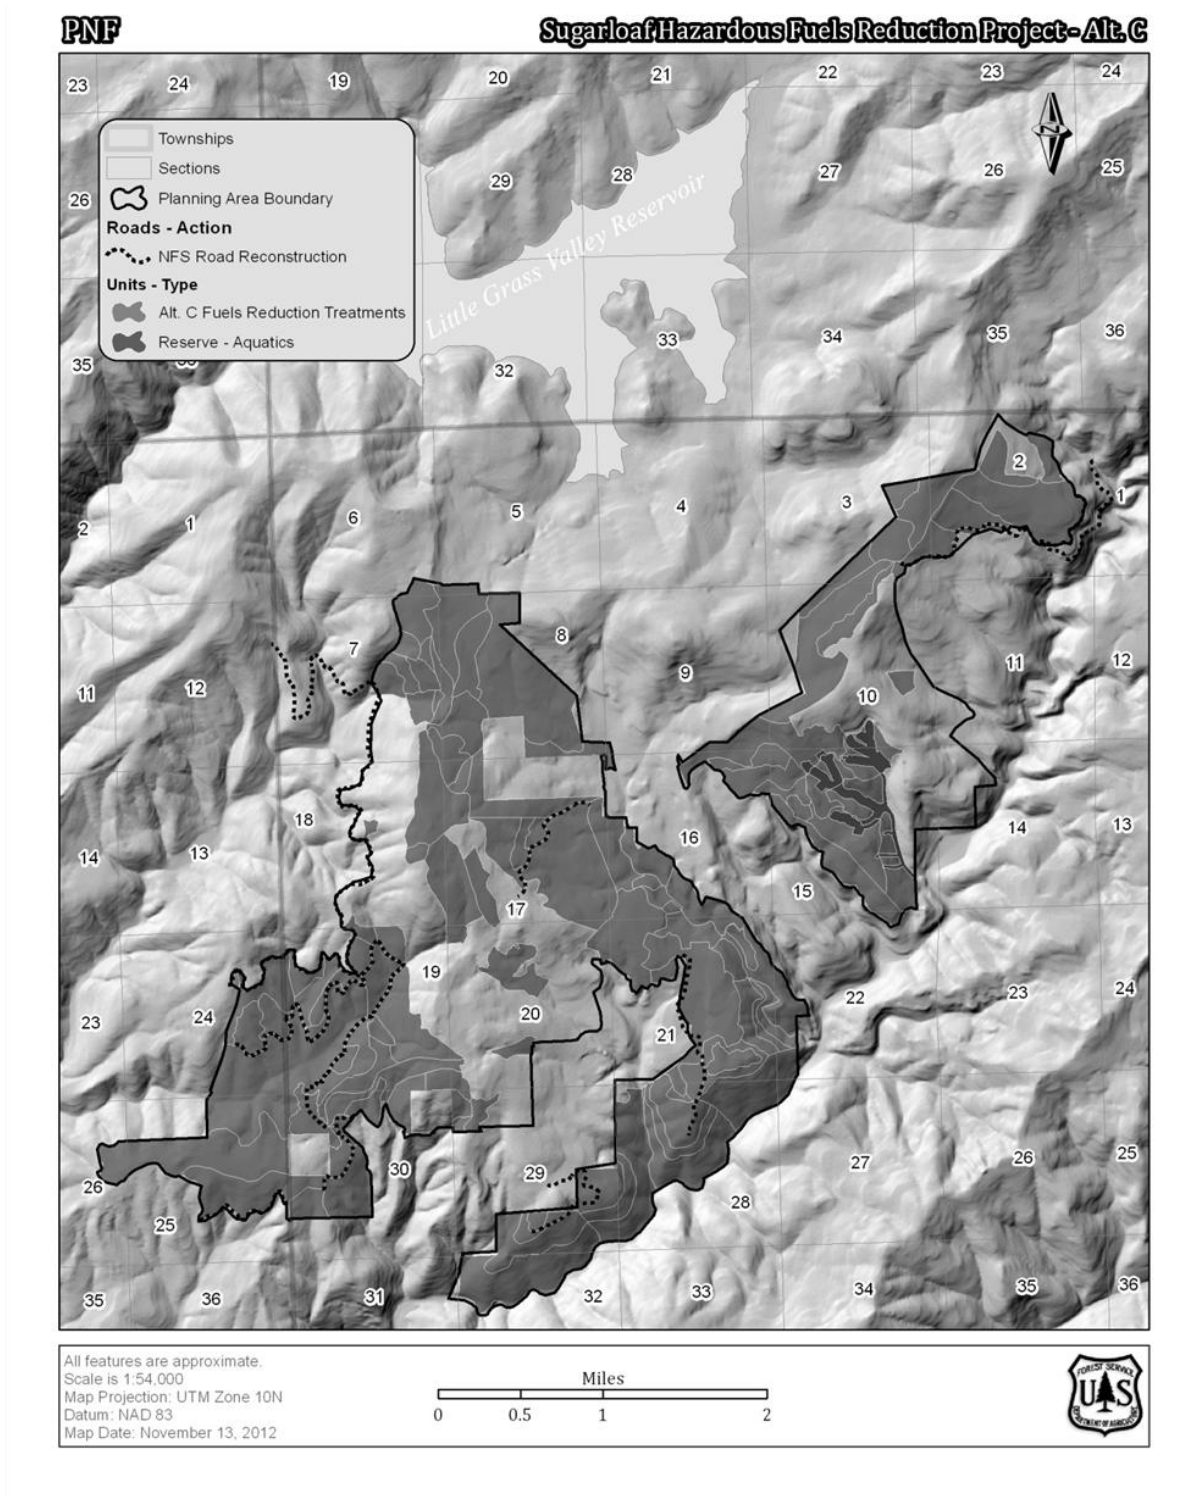 PNF
Sugarloaf Hazardous Fuels Reduction Project - Alt. C
23 24 19 20 21 22 23 24
N
Townships
Sections
Planning Area Boundary
Roads - Action
NFS Road Reconstruction
Units - Type
Alt. C Fuels Reduction Treatments
Reserve - Aquatics
26 29 28 27 26 25
Little Grass Valley Reservoir
35 32 33 34 35 36
2 1 6 5 4 3 2 1
11 12 7 8 9 10 11 12
14 13 18 17 16 15 14 13
23 24 19 20 21 22 23 24
26 25 30 29 28 27 26 25
35 36 31 32 33 34 35 36
All features are approximate.
Scale is 1:54,000
Map Projection: UTM Zone 10N
Datum: NAD 83
Map Date: November 13, 2012
Miles
0 0.5 1 2
FOREST SERVICE
U S
DEPARTMENT OF AGRICULTURE